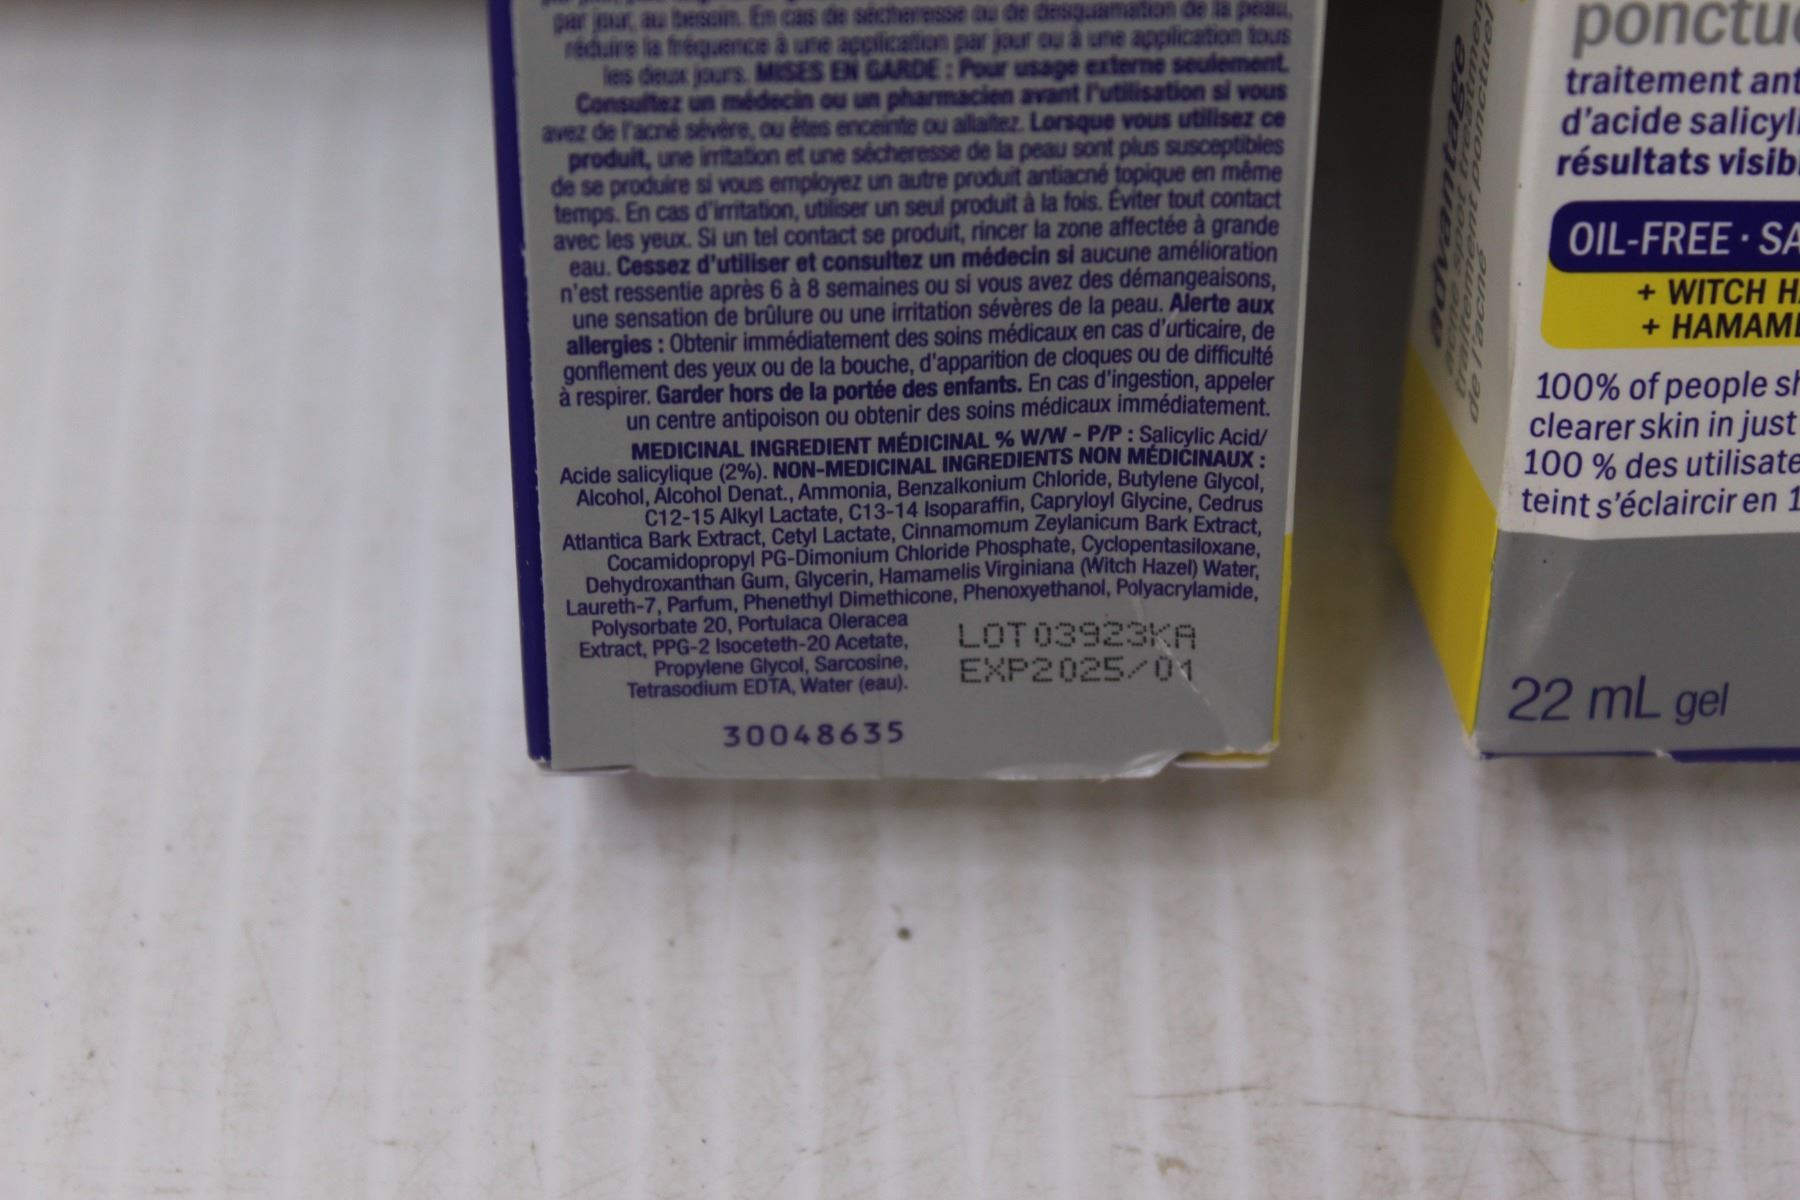 par jour, au besoin. En cas de sécheresse ou de desquamation de la peau,
réduire la fréquence à une application par jour ou à une application tous
les deux jours. MISES EN GARDE : Pour usage externe seulement.
Consultez un médecin ou un pharmacien avant l'utilisation si vous
avez de l'acné sévère, ou êtes enceinte ou allaitez. Lorsque vous utilisez ce
produit, une irritation et une sécheresse de la peau sont plus susceptibles
de se produire si vous employez un autre produit antiacné topique en même
temps. En cas d'irritation, utiliser un seul produit à la fois. Éviter tout contact
avec les yeux. Si un tel contact se produit, rincer la zone affectée à grande
eau. Cessez d'utiliser et consultez un médecin si aucune amélioration
n'est ressentie après 6 à 8 semaines ou si vous avez des démangeaisons,
une sensation de brûlure ou une irritation sévères de la peau. Alerte aux
allergies : Obtenir immédiatement des soins médicaux en cas d'urticaire, de
gonflement des yeux ou de la bouche, d'apparition de cloques ou de difficulté
à respirer. Garder hors de la portée des enfants. En cas d'ingestion, appeler
un centre antipoison ou obtenir des soins médicaux immédiatement.
MEDICINAL INGREDIENT MÉDICINAL % W/W - P/P : Salicylic Acid/
Acide salicylique (2%). NON-MEDICINAL INGREDIENTS NON MÉDICINAUX :
Alcohol, Alcohol Denat., Ammonia, Benzalkonium Chloride, Butylene Glycol,
C12-15 Alkyl Lactate, C13-14 Isoparaffin, Capryloyl Glycine, Cedrus
Atlantica Bark Extract, Cetyl Lactate, Cinnamomum Zeylanicum Bark Extract,
Cocamidopropyl PG-Dimonium Chloride Phosphate, Cyclopentasiloxane,
Dehydroxanthan Gum, Glycerin, Hamamelis Virginiana (Witch Hazel) Water,
Laureth-7, Parfum, Phenethyl Dimethicone, Phenoxyethanol, Polyacrylamide,
Polysorbate 20, Portulaca Oleracea
Extract, PPG-2 Isoceteth-20 Acetate,
Propylene Glycol, Sarcosine,
Tetrasodium EDTA, Water (eau).
LOT03923KA
EXP2025/01
30048635
advantage
acne spot treatment
traitement ponctuel
de l'acné
ponctue
traitement ant
d'acide salicyli
résultats visib
OIL-FREE · SA
+ WITCH HA
+ HAMAME
100% of people sh
clearer skin in just
100 % des utilisate
teint s'éclaircir en 1
22 mL gel